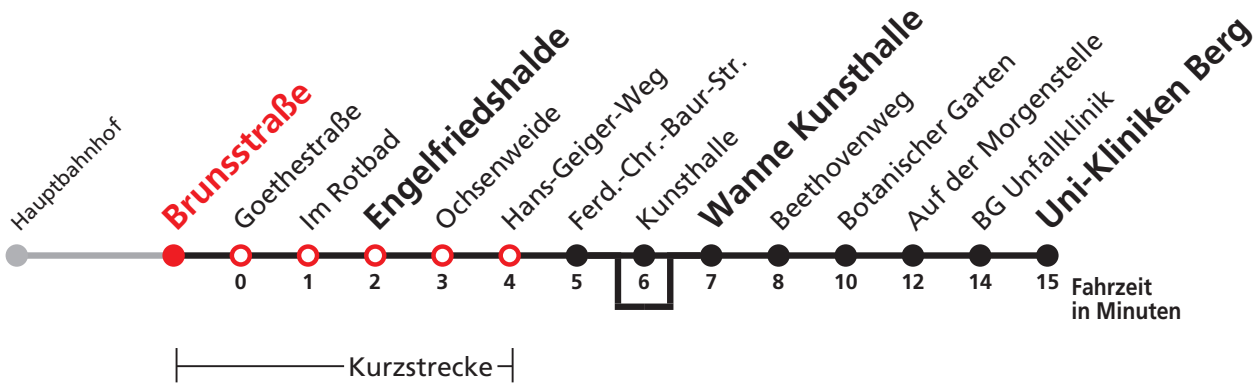 Hauptbahnhof
Brunsstraße
Goethestraße
Im Rotbad
Engelfriedshalde
Ochsenweide
Hans-Geiger-Weg
Ferd.-Chr.-Baur-Str.
Kunsthalle
Wanne Kunsthalle
Beethovenweg
Botanischer Garten
Auf der Morgenstelle
BG Unfallklinik
Uni-Kliniken Berg
0 1 2 3 4 5 6 7 8 10 12 14 15
Fahrzeit
in Minuten
Kurzstrecke